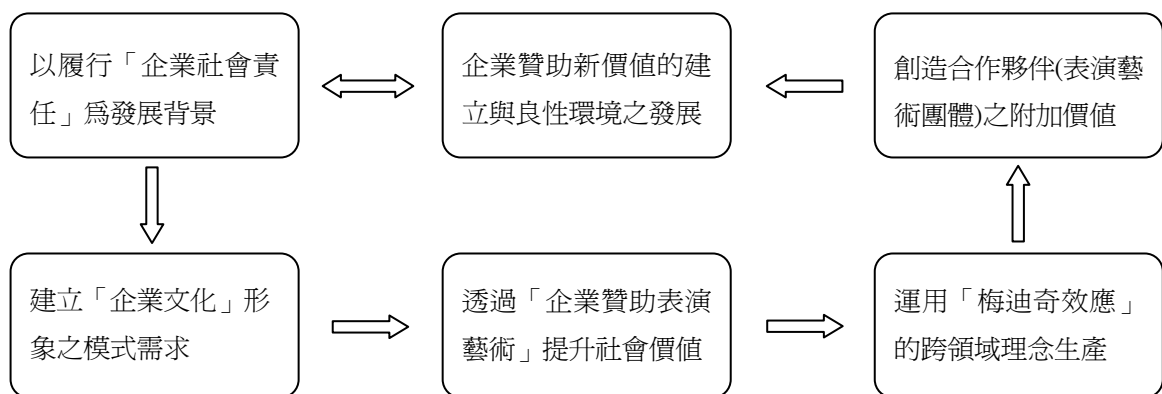 以履行「企業社會責
任」爲發展背景
企業贊助新價值的建
立與良性環境之發展
創造合作夥伴(表演藝
術團體)之附加價值
建立「企業文化」形
象之模式需求
透過「企業贊助表演
藝術」提升社會價值
運用「梅迪奇效應」
的跨領域理念生產